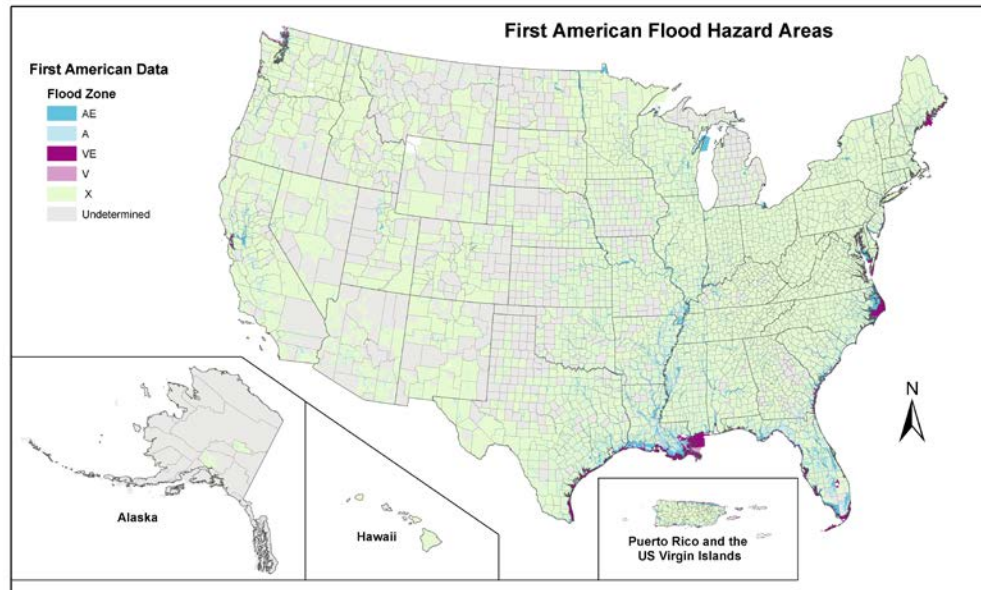 First American Flood Hazard Areas
First American Data
Flood Zone
AE
A
VE
V
X
Undetermined
N
Alaska
Hawaii
Puerto Rico and the
US Virgin Islands